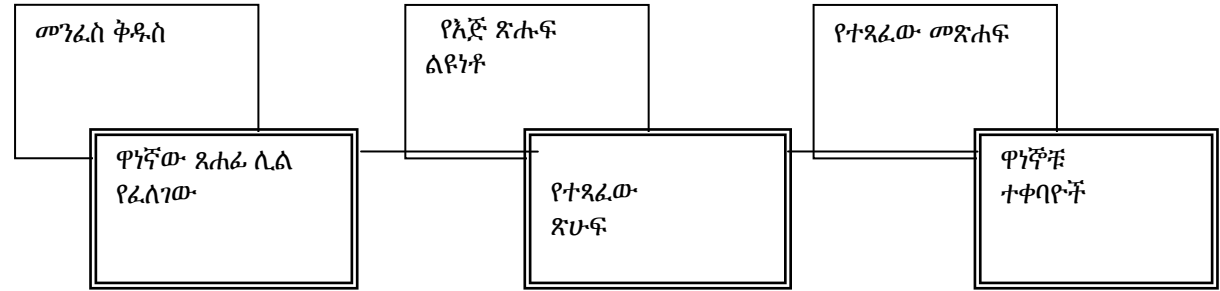 መንፈስ ቅዱስ
የእጅ ጽሑፍ
ልዩነቶ
የተጻፈው መጽሐፍ
ዋነኛው ጸሐፊ ሊል
የፈለገው
የተጻፈው
ጽሁፍ
ዋነኞቹ
ተቀባዮች